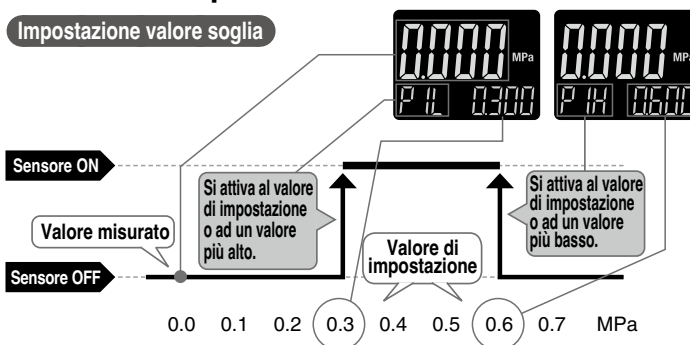 Impostazione valore soglia
0.000 MPa
P 1L 0.300
0.000 MPa
P 1H 0.600
Sensore ON
Si attiva al valore
di impostazione
o ad un valore
più alto.
Si attiva al valore
di impostazione
o ad un valore
più basso.
Valore misurato
Valore di
impostazione
Sensore OFF
0.0 0.1 0.2 0.3 0.4 0.5 0.6 0.7 MPa